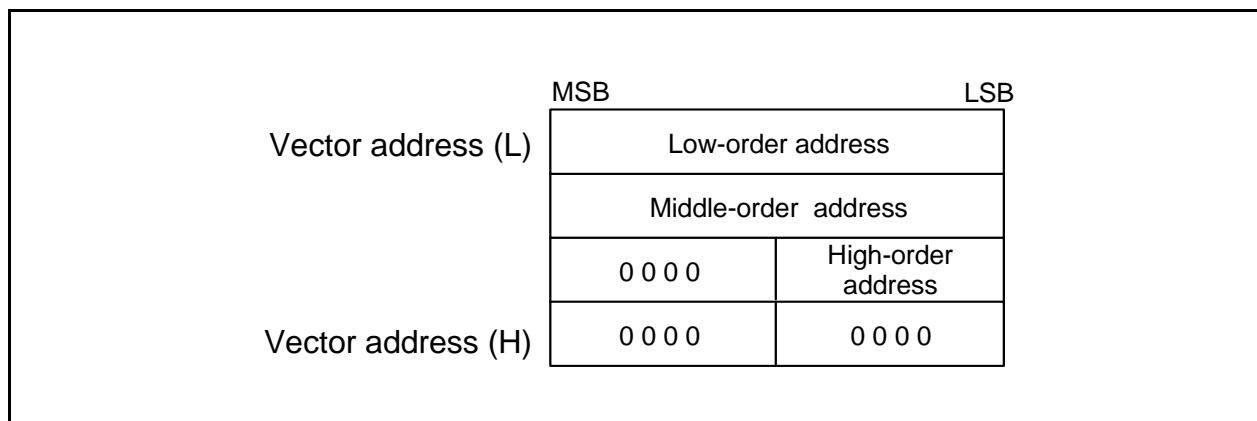 MSB LSB
Vector address (L) Low-order address
Middle-order address
0 0 0 0 High-order
address
Vector address (H) 0 0 0 0 0 0 0 0